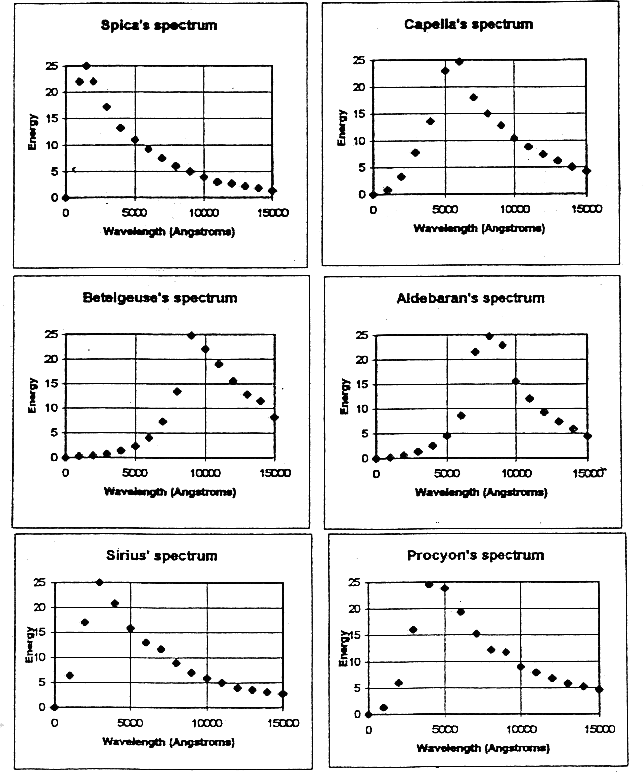 Spica's spectrum
25
20
15
10
5
0
Energy
0 5000 10000 15000
Wavelength (Angstroms)
Capella's spectrum
25
20
15
10
5
0
Energy
0 5000 10000 15000
Wavelength (Angstroms)
Betelgeuse's spectrum
25
20
15
10
5
0
Energy
0 5000 10000 15000
Wavelength (Angstroms)
Aldebaran's spectrum
25
20
15
10
5
0
Energy
0 5000 10000 15000
Wavelength (Angstroms)
Sirius' spectrum
25
20
15
10
5
0
Energy
0 5000 10000 15000
Wavelength (Angstroms)
Procyon's spectrum
25
20
15
10
5
0
Energy
0 5000 10000 15000
Wavelength (Angstroms)